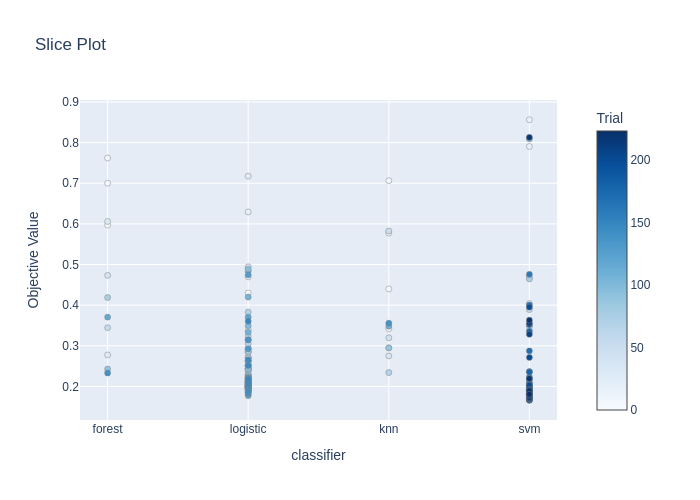 Slice Plot
Trial
0.9
0.8
0.7
0.6
0.5
0.4
0.3
0.2
Objective Value
200
150
100
50
0
forest
logistic
knn
svm
classifier